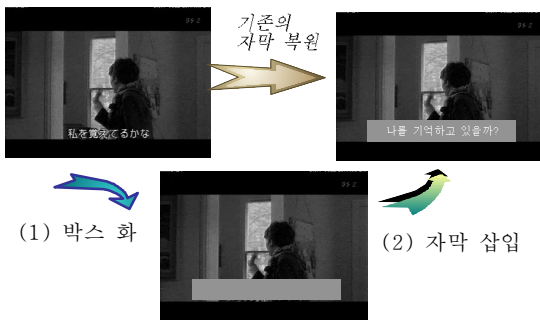 기존의
자막 복원
私を覚えてるかな
나를 기억하고 있을까?
(1) 박스 화
(2) 자막 삽입